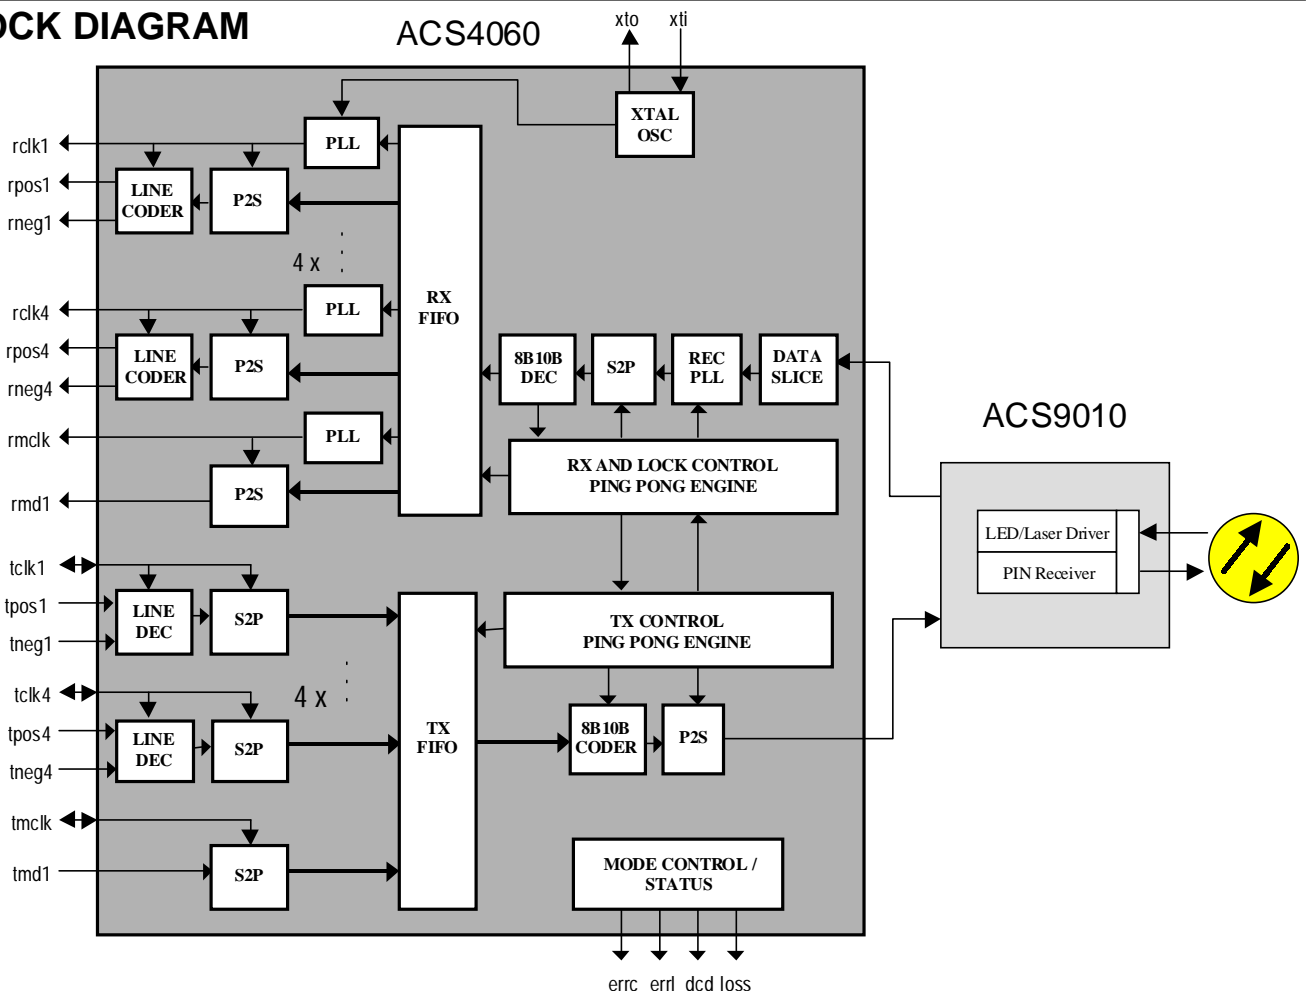 OCK DIAGRAM
ACS4060
xto
xti
XTAL
OSC
rclk1
PLL
rpos1
LINE
CODER
P2S
rneg1
4 x
RX
FIFO
rclk4
PLL
rpos4
LINE
CODER
P2S
rneg4
8B10B
DEC
S2P
REC
PLL
DATA
SLICE
ACS9010
rmclk
PLL
RX AND LOCK CONTROL
PING PONG ENGINE
P2S
rmd1
LED/Laser Driver
PIN Receiver
tclk1
tpos1
LINE
DEC
S2P
tneg1
TX CONTROL
PING PONG ENGINE
4 x
tclk4
tpos4
LINE
DEC
S2P
tneg4
TX
FIFO
8B10B
CODER
P2S
tmclk
tmd1
S2P
MODE CONTROL /
STATUS
errc
errl
dcd
loss